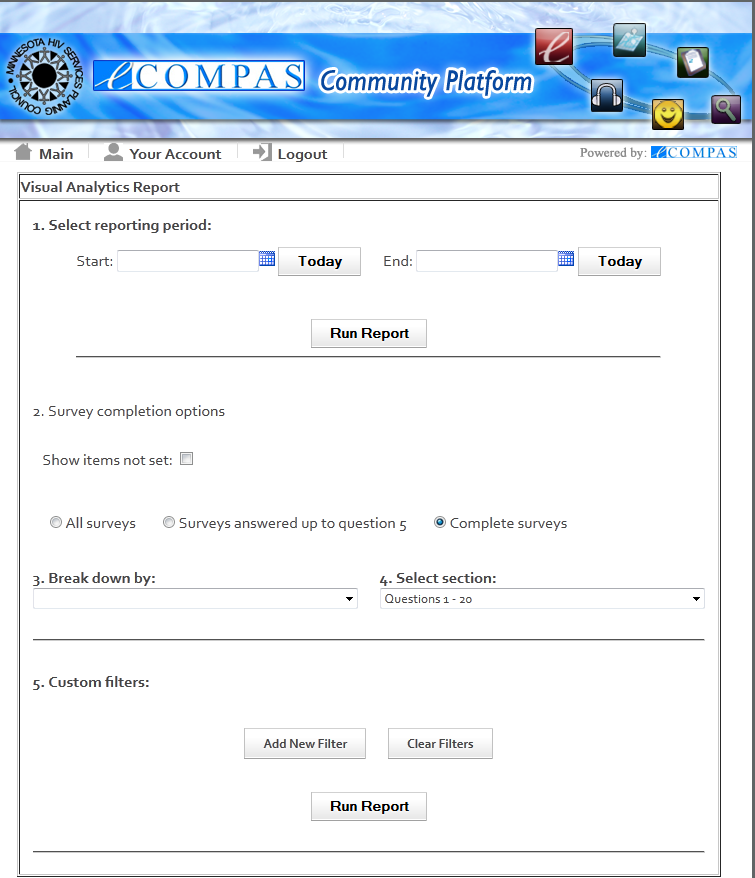 MINNESOTA HIV SERVICES PLANNING COUNCIL
eCOMPAS Community Platform
Main Your Account Logout Powered by: eCOMPAS
Visual Analytics Report
1. Select reporting period:
Start: Today End: Today
Run Report
2. Survey completion options
Show items not set:
All surveys Surveys answered up to question 5 Complete surveys
3. Break down by: 4. Select section:
Questions 1 - 20
5. Custom filters:
Add New Filter Clear Filters
Run Report